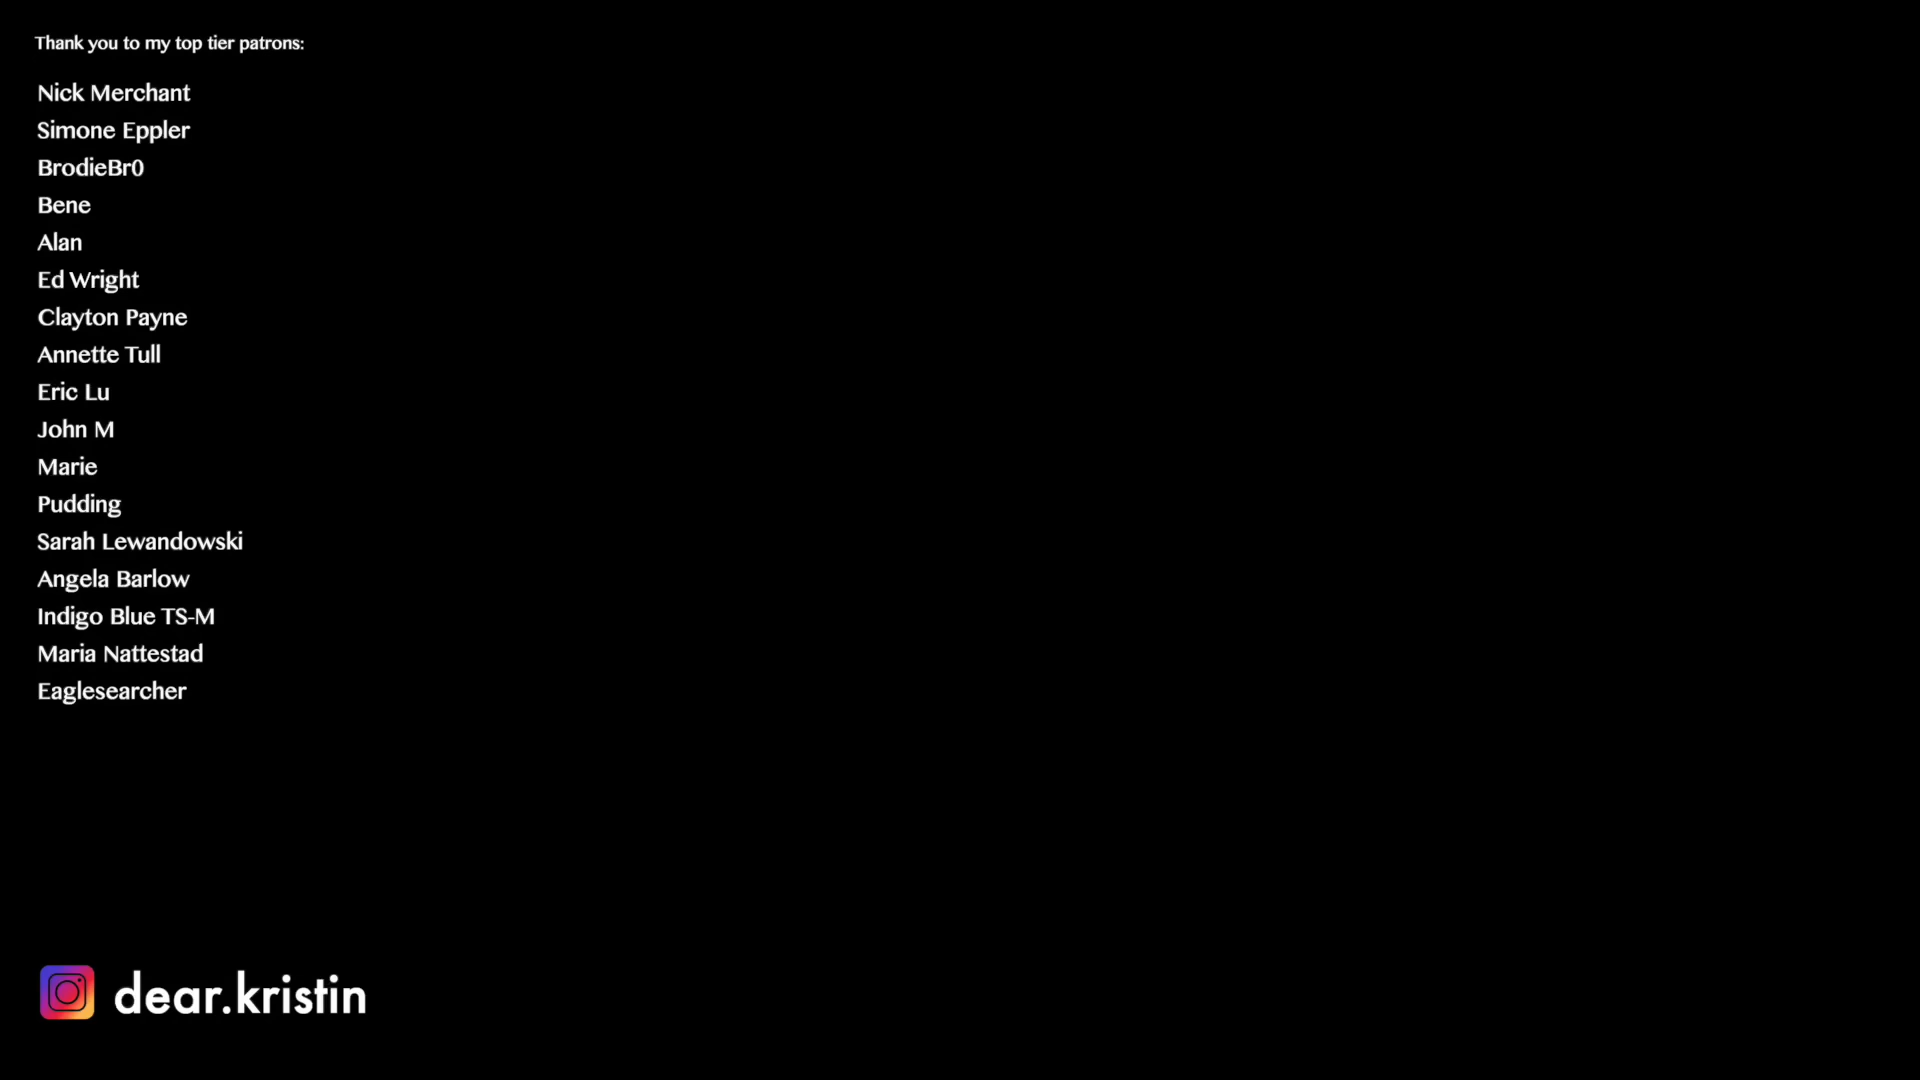 Thank you to my top tier patrons:
Nick Merchant
Simone Eppler
BrodieBr0
Bene
Alan
Ed Wright
Clayton Payne
Annette Tull
Eric Lu
John M
Marie
Pudding
Sarah Lewandowski
Angela Barlow
Indigo Blue TS-M
Maria Nattestad
Eaglesearcher
dear.kristin